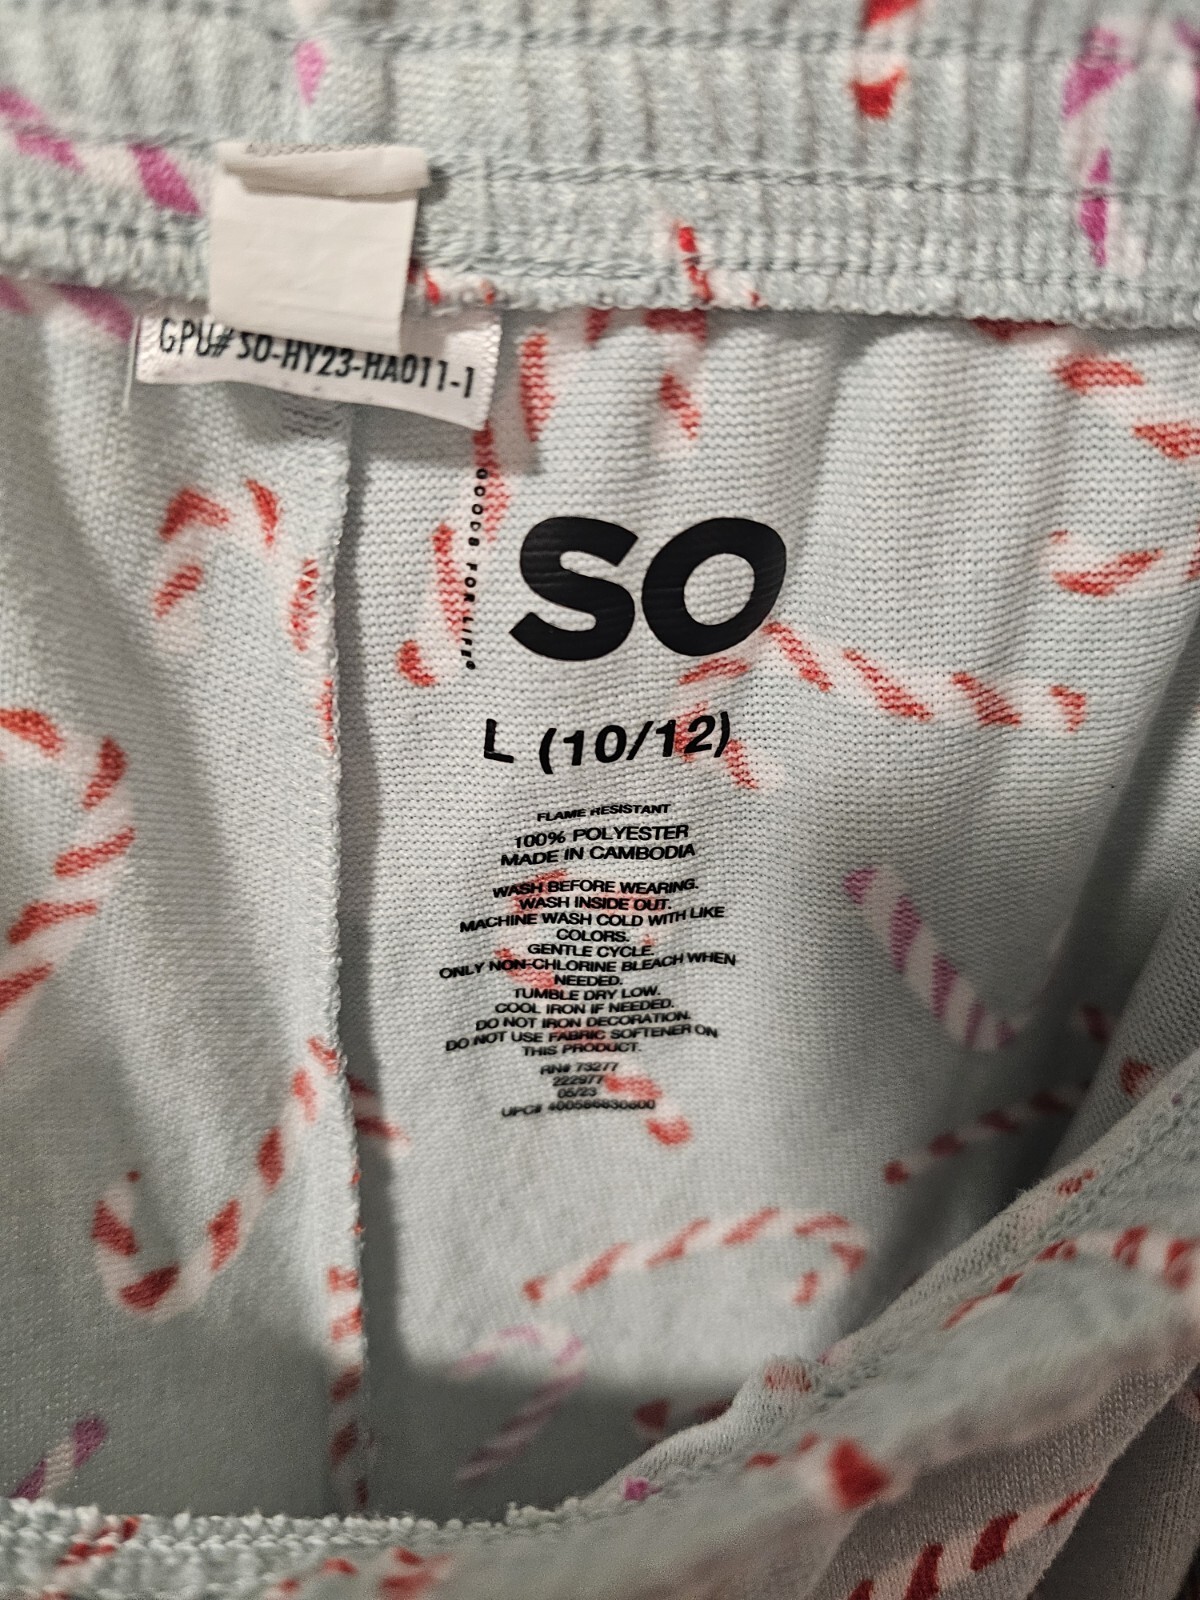 GPU# SO-HY23-HA011-1
GOODS FOR LIFE®
SO
L (10/12)
FLAME RESISTANT
100% POLYESTER
MADE IN CAMBODIA
WASH BEFORE WEARING.
WASH INSIDE OUT.
MACHINE WASH COLD WITH LIKE
COLORS.
GENTLE CYCLE.
ONLY NON-CHLORINE BLEACH WHEN
NEEDED.
TUMBLE DRY LOW.
COOL IRON IF NEEDED.
DO NOT IRON DECORATION.
DO NOT USE FABRIC SOFTENER ON
THIS PRODUCT.
RN# 73277
222977
05/23
UPC# 400586830600